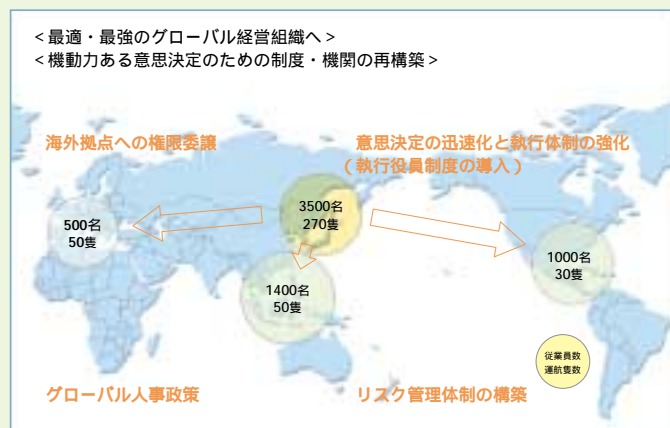 <最適・最強のグローバル経営組織へ>
<機動力ある意思決定のための制度・機関の再構築>
海外拠点への権限委譲
意思決定の迅速化と執行体制の強化
(執行役員制度の導入)
500名
50隻
3500名
270隻
1400名
50隻
1000名
30隻
従業員数
運航隻数
グローバル人事政策
リスク管理体制の構築